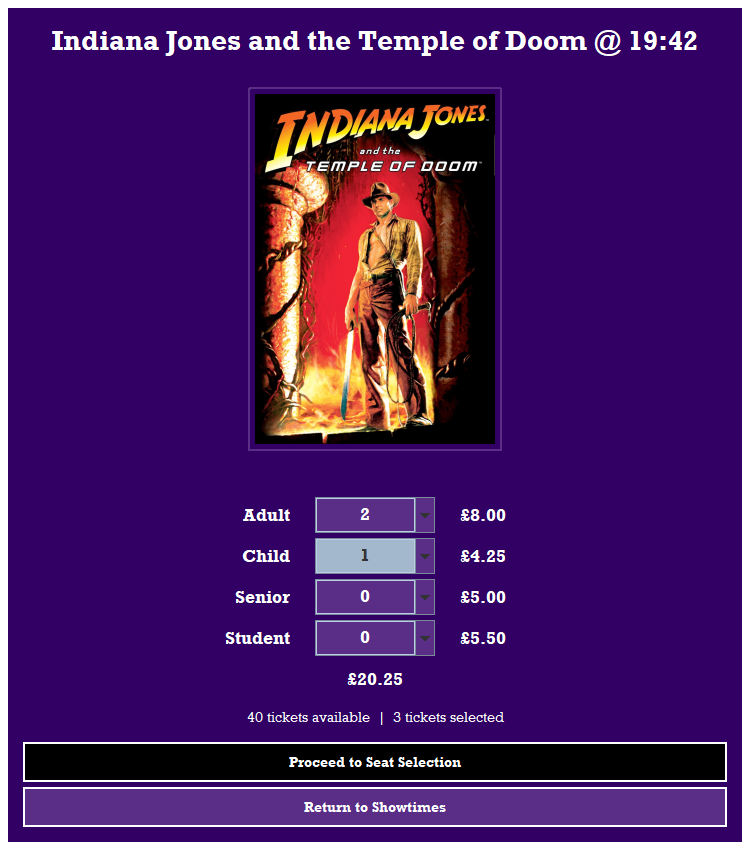 Indiana Jones and the Temple of Doom @ 19:42
INDIANA JONES
and the
TEMPLE OF DOOM
Adult 2 £8.00
Child 1 £4.25
Senior 0 £5.00
Student 0 £5.50
£20.25
40 tickets available | 3 tickets selected
Proceed to Seat Selection
Return to Showtimes